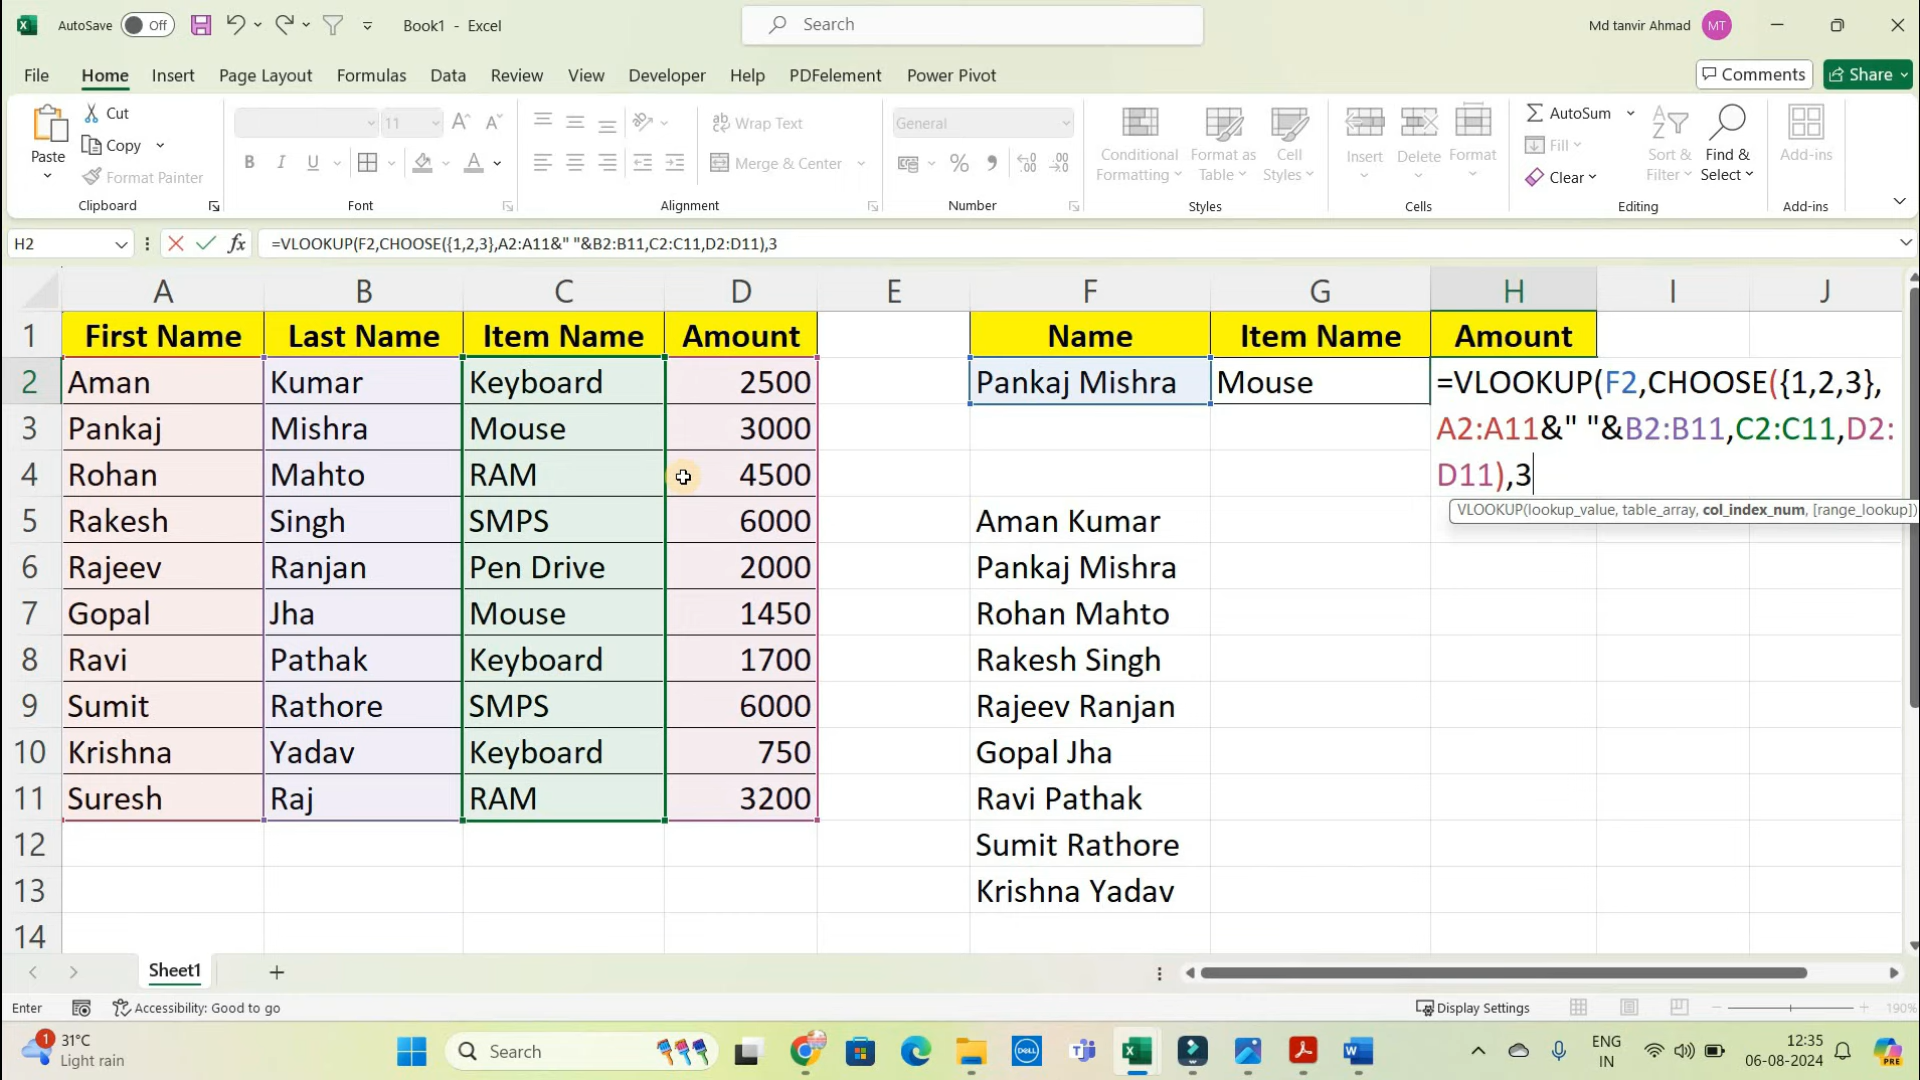 AutoSave Off Book1 - Excel Search Md tanvir Ahmad MT
File Home Insert Page Layout Formulas Data Review View Developer Help PDFelement Power Pivot Comments Share
Paste Cut Copy Format Painter Clipboard
11 B I U Font
Wrap Text Merge & Center Alignment
General % Number
Conditional Formatting Format as Table Cell Styles Styles
Insert Delete Format Cells
AutoSum Fill Clear Sort & Filter Find & Select Editing
Add-ins Add-ins
H2 fx =VLOOKUP(F2,CHOOSE({1,2,3},A2:A11&" "&B2:B11,C2:C11,D2:D11),3
A B C D E F G H I J
1 First Name Last Name Item Name Amount Name Item Name Amount
2 Aman Kumar Keyboard 2500 Pankaj Mishra Mouse =VLOOKUP(F2,CHOOSE({1,2,3},
3 Pankaj Mishra Mouse 3000 A2:A11&" "&B2:B11,C2:C11,D2:
4 Rohan Mahto RAM 4500 D11),3
VLOOKUP(lookup_value, table_array, col_index_num, [range_lookup])
5 Rakesh Singh SMPS 6000 Aman Kumar
6 Rajeev Ranjan Pen Drive 2000 Pankaj Mishra
7 Gopal Jha Mouse 1450 Rohan Mahto
8 Ravi Pathak Keyboard 1700 Rakesh Singh
9 Sumit Rathore SMPS 6000 Rajeev Ranjan
10 Krishna Yadav Keyboard 750 Gopal Jha
11 Suresh Raj RAM 3200 Ravi Pathak
12 Sumit Rathore
13 Krishna Yadav
14
Sheet1
Enter Accessibility: Good to go Display Settings 190%
1 31°C Search ENG 12:35
Light rain DELL IN 06-08-2024 PRE